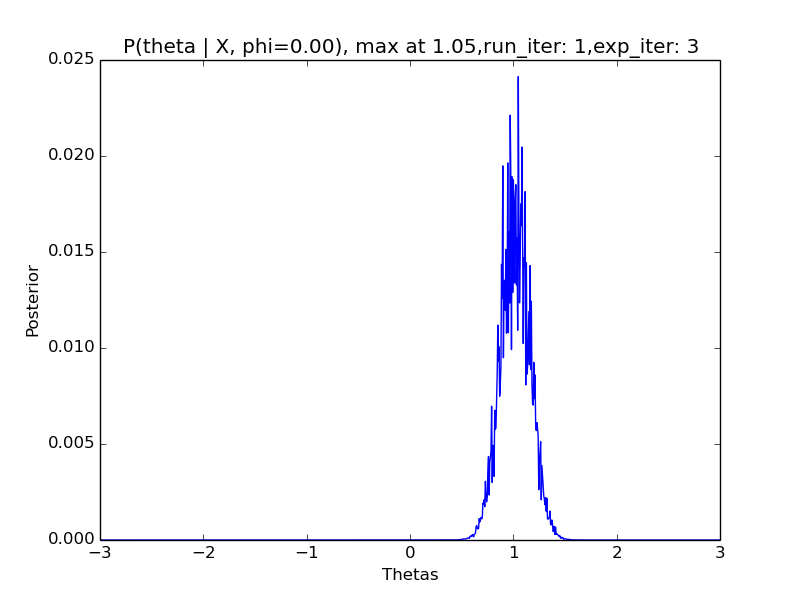 P(theta | X, phi=0.00), max at 1.05,run_iter: 1,exp_iter: 3
0.025
0.020
0.015
0.010
0.005
0.000
Posterior
−3 −2 −1 0 1 2 3
Thetas